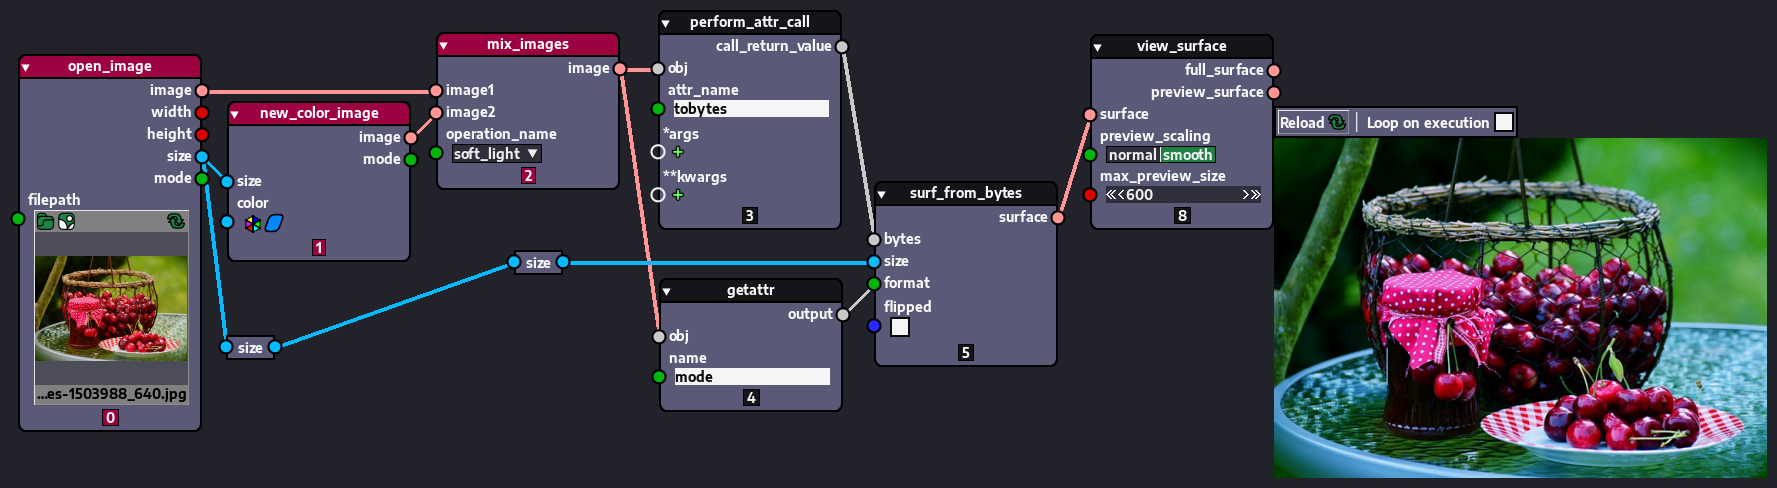 open_image
image
width
height
size
mode
filepath
...es-1503988_640.jpg
0
new_color_image
image
mode
size
color
1
mix_images
image
image1
image2
operation_name
soft_light ▼
2
size
size
perform_attr_call
call_return_value
obj
attr_name
tobytes
*args
+
**kwargs
+
3
getattr
output
obj
name
mode
4
surf_from_bytes
surface
bytes
size
format
flipped
5
view_surface
full_surface
preview_surface
surface
preview_scaling
normal smooth
max_preview_size
600
8
Reload
Loop on execution